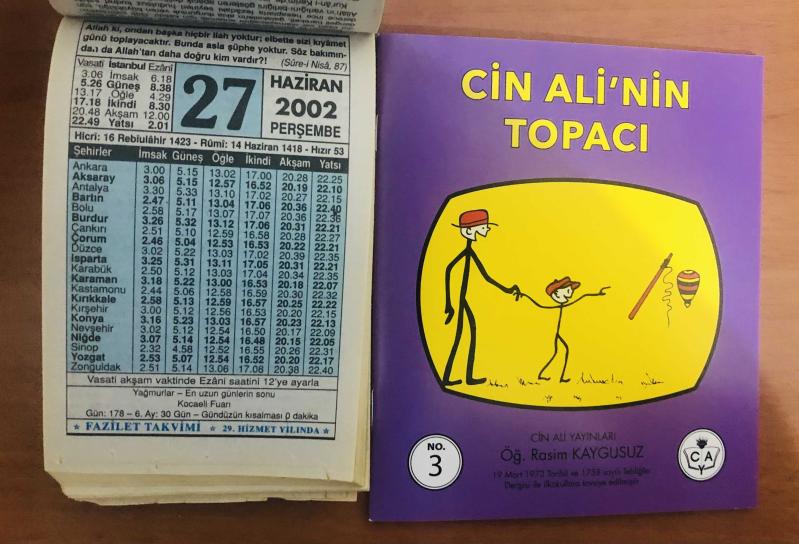 Allah ki, ondan başka hiçbir ilah yoktur; elbette sizi kıyâmet
günü toplayacaktır. Bunda asla şüphe yoktur. Söz bakımın-
dan da Allah'tan daha doğru kim vardır?!
(Sûre-i Nisâ, 87)
Vasati İstanbul Ezânî
3.06 İmsak 6.18
5.26 Güneş 8.38
13.17 Öğle 4.29
17.18 İkindi 8.30
20.48 Akşam 12.00
22.49 Yatsı 2.01
27
HAZİRAN
2002
PERŞEMBE
Hicrî: 16 Rebîulâhir 1423 - Rûmî: 14 Haziran 1418 - Hızır 53
Şehirler İmsak Güneş Öğle İkindi Akşam Yatsı
Ankara 3.00 5.15 13.02 17.00 20.28 22.25
Aksaray 3.06 5.15 12.57 16.52 20.19 22.10
Antalya 3.30 5.33 13.10 17.02 20.27 22.15
Bartın 2.47 5.11 13.04 17.06 20.36 22.40
Bolu 2.58 5.17 13.07 17.07 20.36 22.36
Burdur 3.26 5.32 13.12 17.06 20.31 22.21
Çankırı 2.51 5.10 12.59 16.58 20.28 22.27
Çorum 2.46 5.04 12.53 16.53 20.22 22.21
Düzce 3.02 5.22 13.03 17.02 20.39 22.35
Isparta 3.25 5.31 13.11 17.05 20.31 22.21
Karabük 2.50 5.12 13.03 17.04 20.34 22.35
Karaman 3.18 5.22 13.00 16.53 20.18 22.07
Kastamonu 2.44 5.06 12.58 16.59 20.30 22.32
Kırıkkale 2.58 5.13 12.59 16.57 20.25 22.22
Kırşehir 3.00 5.12 12.56 16.53 20.20 22.15
Konya 3.16 5.23 13.03 16.57 20.23 22.13
Nevşehir 3.02 5.12 12.54 16.50 20.17 22.09
Niğde 3.07 5.14 12.54 16.48 20.15 22.05
Sinop 2.32 4.58 12.52 16.55 20.26 22.31
Yozgat 2.53 5.07 12.54 16.52 20.20 22.17
Zonguldak 2.51 5.14 13.06 17.08 20.38 22.40
Vasati akşam vaktinde Ezânî saatini 12'ye ayarla
Yağmurlar – En uzun günlerin sonu
Kocaeli Fuarı
Gün: 178 – 6. Ay: 30 Gün – Gündüzün kısalması 0 dakika
★ FAZİLET TAKVİMİ ★ 29. HİZMET YILINDA ★
CİN ALİ'NİN
TOPACI
NO.
3
CİN ALİ YAYINLARI
Öğ. Rasim KAYGUSUZ
19 Mart 1973 Tarihli ve 1738 sayılı Tebliğler
Dergisi ile ilkokullara tavsiye edilmiştir.
C A
Y